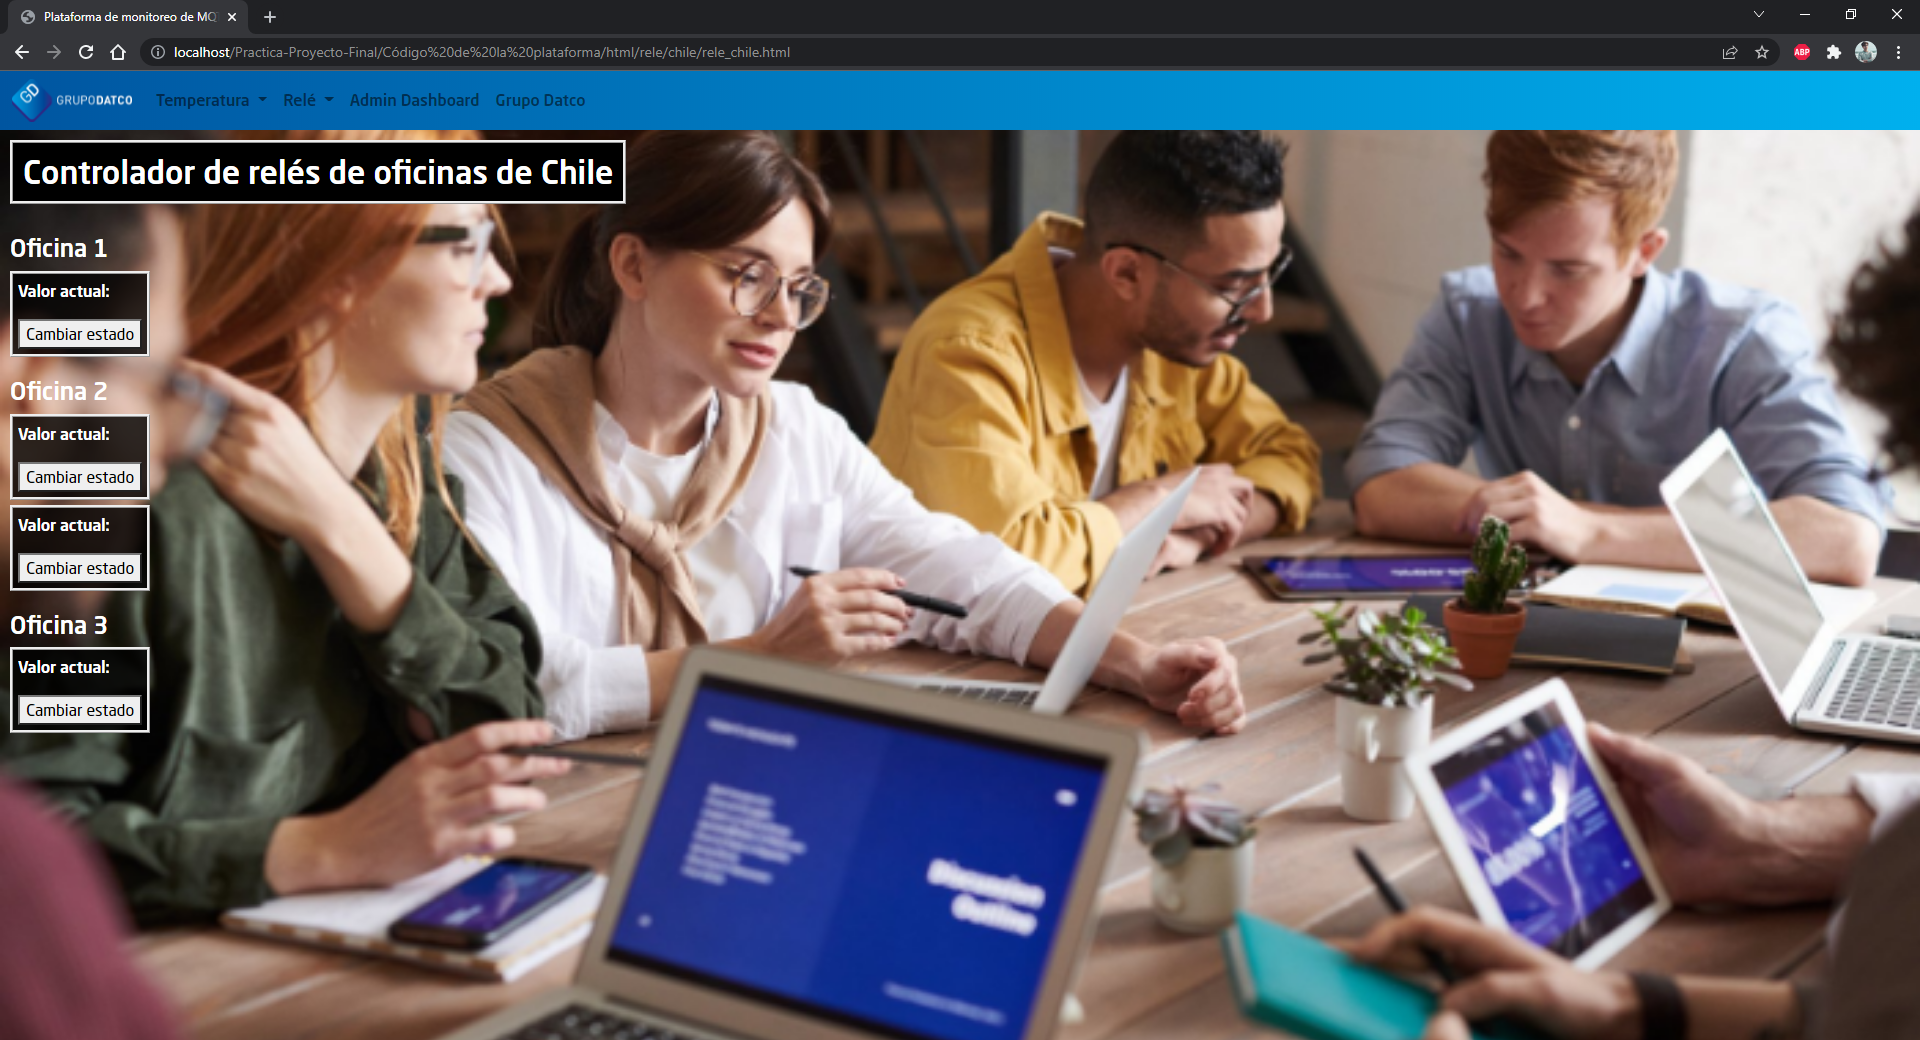 Plataforma de monitoreo de MQ
localhost/Practica-Proyecto-Final/Código%20de%20la%20plataforma/html/rele/chile/rele_chile.html
ABP
GD GRUPODATCO Temperatura Relé Admin Dashboard Grupo Datco
Controlador de relés de oficinas de Chile
Oficina 1
Valor actual:
Cambiar estado
Oficina 2
Valor actual:
Cambiar estado
Valor actual:
Cambiar estado
Oficina 3
Valor actual:
Cambiar estado
Discussion
Outline